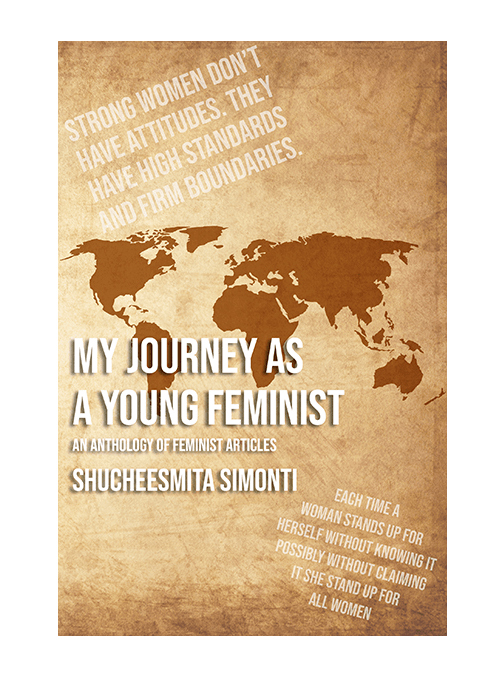 STRONG WOMEN DON'T
HAVE ATTITUDES. THEY
HAVE HIGH STANDARDS
AND FIRM BOUNDARIES.
MY JOURNEY AS
A YOUNG FEMINIST
AN ANTHOLOGY OF FEMINIST ARTICLES
SHUCHEESMITA SIMONTI
EACH TIME A
WOMAN STANDS UP FOR
HERSELF WITHOUT KNOWING IT
POSSIBLY WITHOUT CLAIMING
IT SHE STAND UP FOR
ALL WOMEN